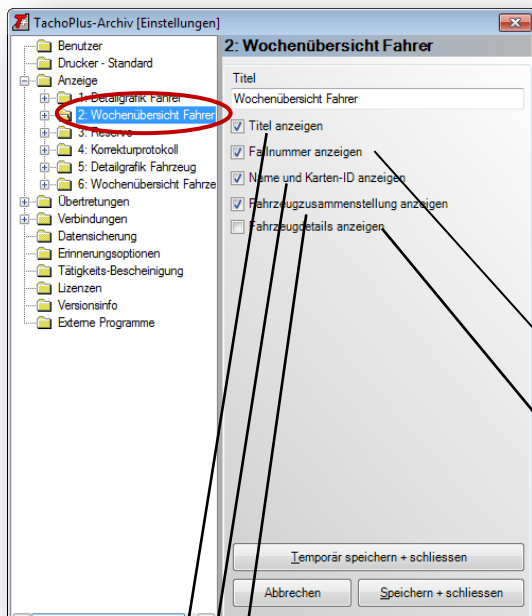 TachoPlus-Archiv [Einstellungen]
Benutzer
Drucker - Standard
Anzeige
1: Detailgrafik Fahrer
2: Wochenübersicht Fahrer
3: Reserve
4: Korrekturprotokoll
5: Detailgrafik Fahrzeug
6: Wochenübersicht Fahrze
Übertretungen
Verbindungen
Datensicherung
Erinnerungsoptionen
Tätigkeits-Bescheinigung
Lizenzen
Versionsinfo
Externe Programme
2: Wochenübersicht Fahrer
Titel
Wochenübersicht Fahrer
Titel anzeigen
Fallnummer anzeigen
Name und Karten-ID anzeigen
Fahrzeugzusammenstellung anzeigen
Fahrzeugdetails anzeigen
Temporär speichern + schliessen
Abbrechen
Speichern + schliessen